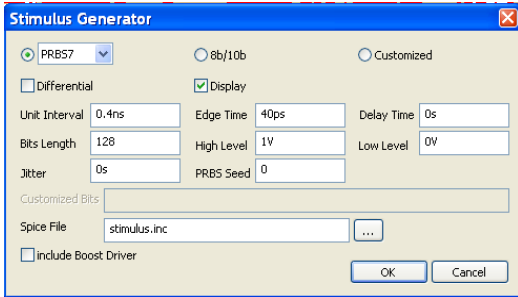 Stimulus Generator
PRBS7 8b/10b Customized
Differential Display
Unit Interval 0.4ns Edge Time 40ps Delay Time 0s
Bits Length 128 High Level 1V Low Level 0V
Jitter 0s PRBS Seed 0
Customized Bits
Spice File stimulus.inc ...
include Boost Driver
OK Cancel